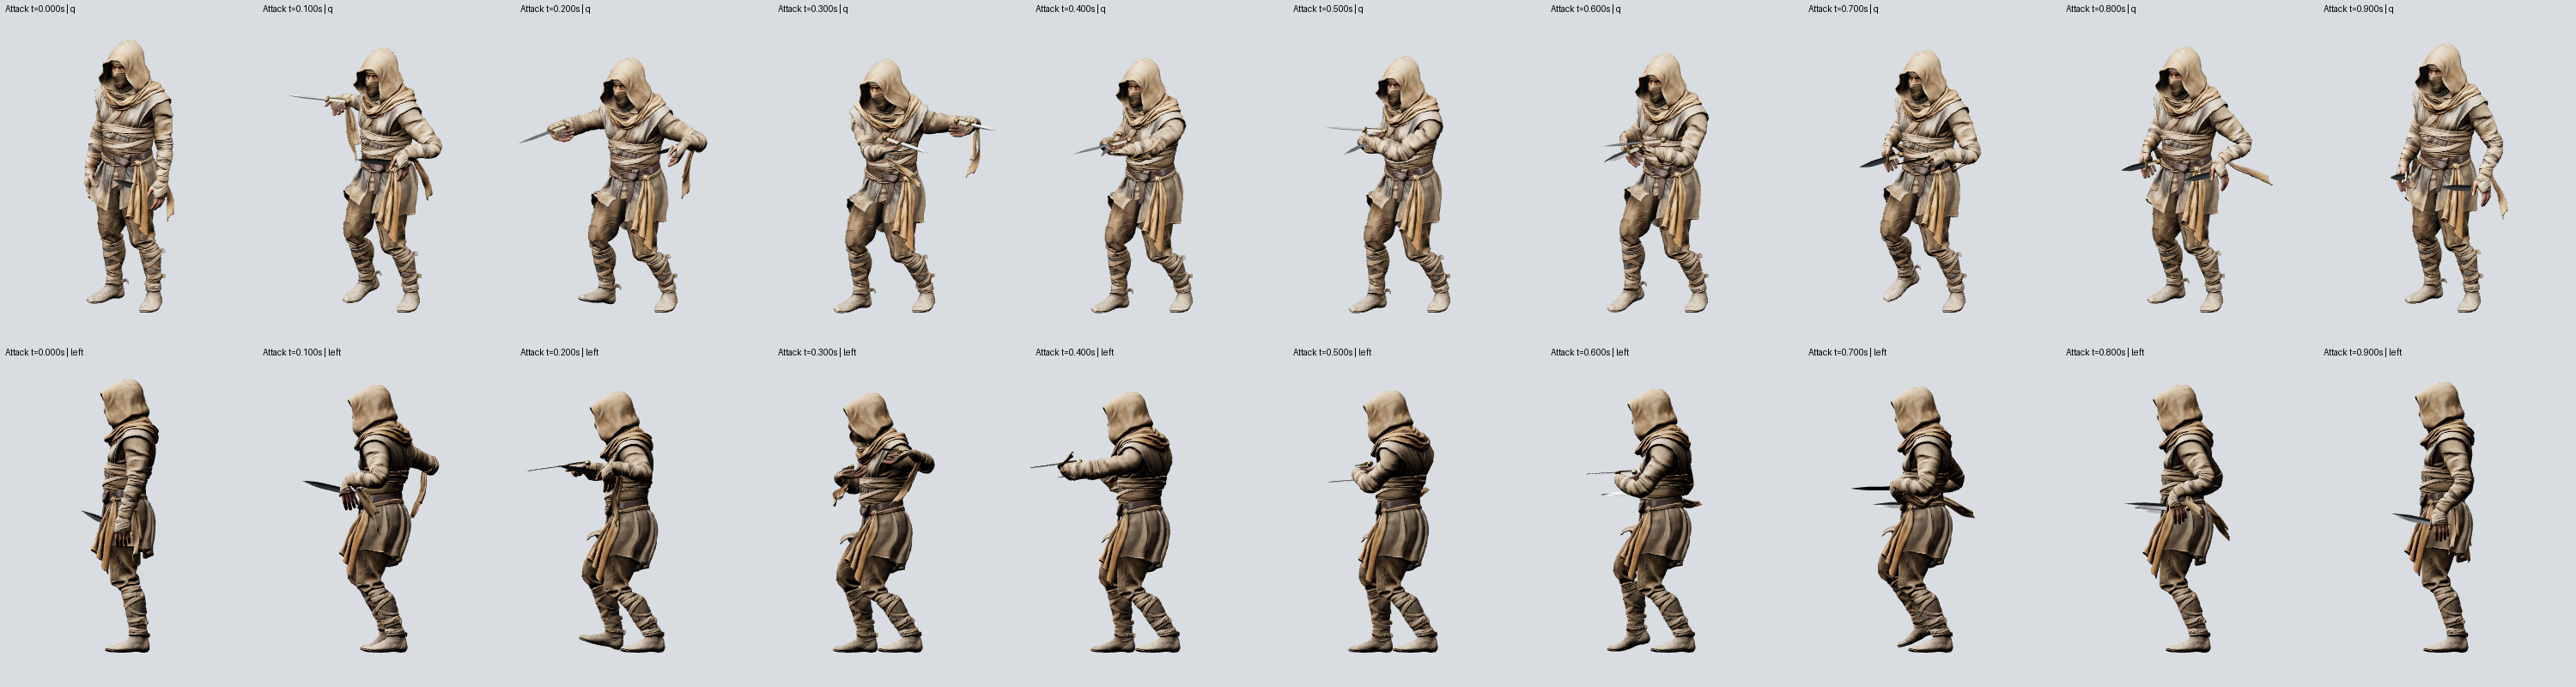 Attack t=0.000s | q
Attack t=0.100s | q
Attack t=0.200s | q
Attack t=0.300s | q
Attack t=0.400s | q
Attack t=0.500s | q
Attack t=0.600s | q
Attack t=0.700s | q
Attack t=0.800s | q
Attack t=0.900s | q
Attack t=0.000s | left
Attack t=0.100s | left
Attack t=0.200s | left
Attack t=0.300s | left
Attack t=0.400s | left
Attack t=0.500s | left
Attack t=0.600s | left
Attack t=0.700s | left
Attack t=0.800s | left
Attack t=0.900s | left